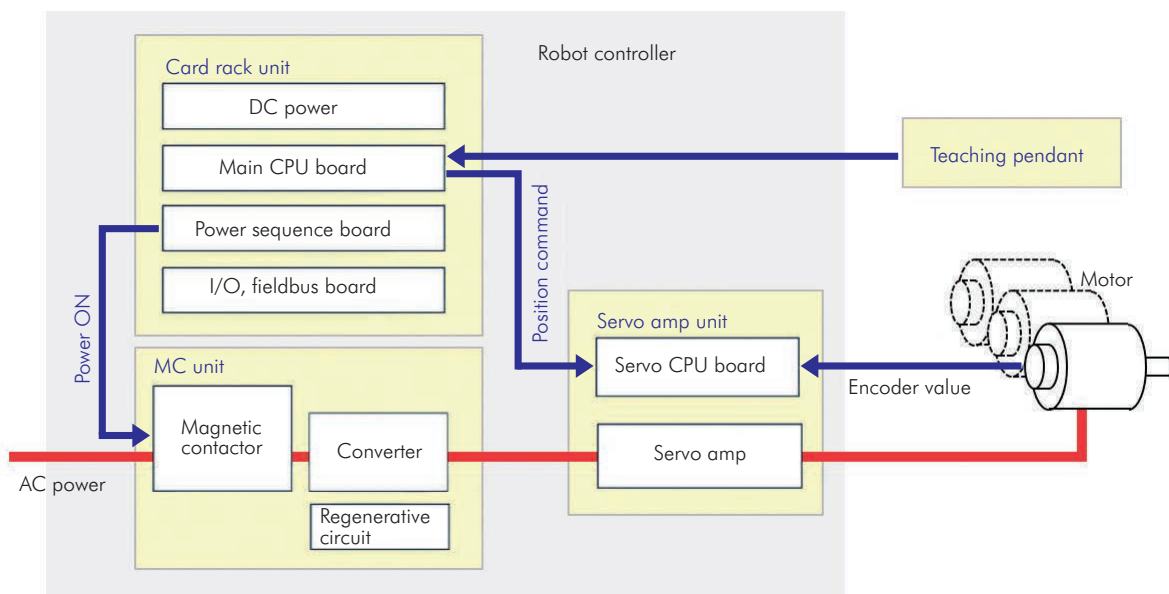 Robot controller
Card rack unit
DC power
Main CPU board
Power sequence board
I/O, fieldbus board
Power ON
Position command
Teaching pendant
Motor
Servo amp unit
Servo CPU board
Encoder value
Servo amp
MC unit
Magnetic
contactor
Converter
Regenerative
circuit
AC power